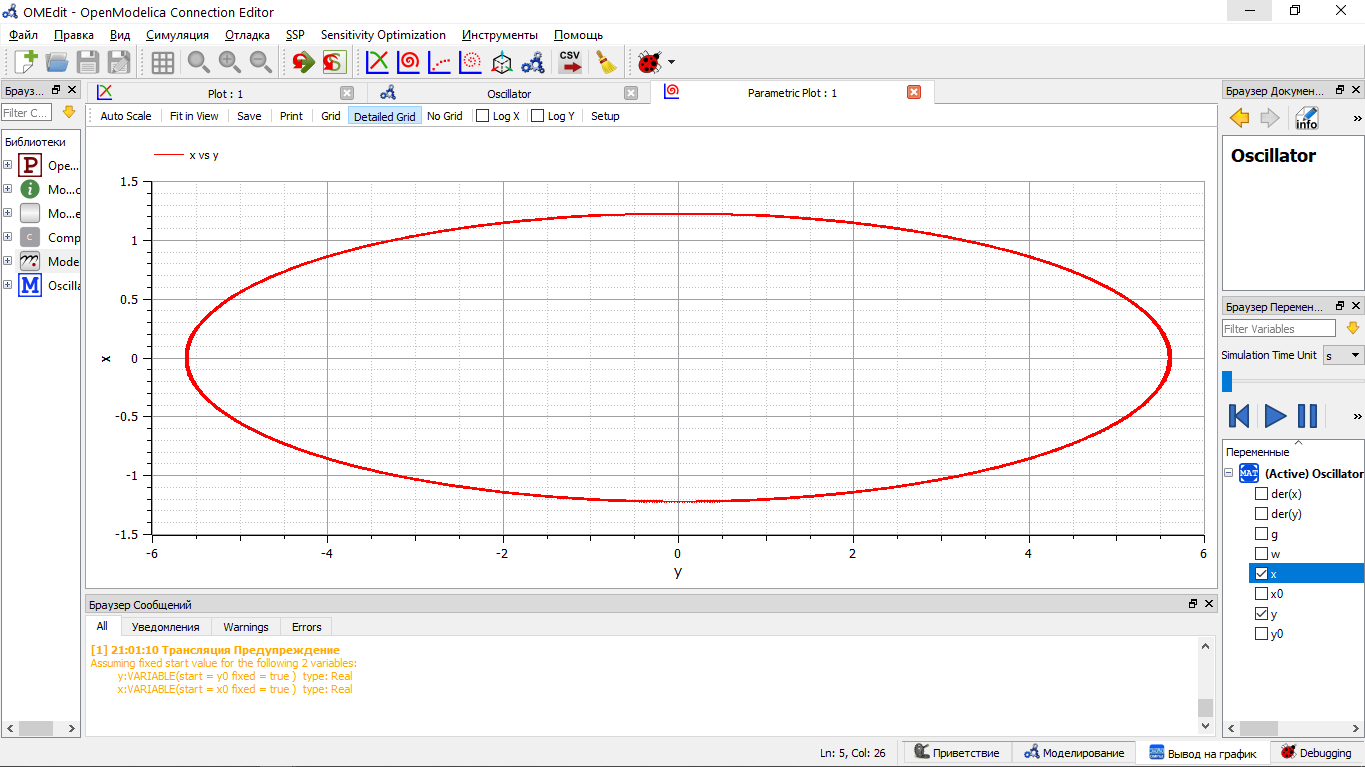 OMEdit - OpenModelica Connection Editor
Файл Правка Вид Симуляция Отладка SSP Sensitivity Optimization Инструменты Помощь
CSV
Брауз...
Filter C...
Библиотеки
P Ope...
i Mo...c
Mo...e
C Comp
Mode
M Oscilla
Plot : 1 Oscillator Parametric Plot : 1
Auto Scale Fit in View Save Print Grid Detailed Grid No Grid Log X Log Y Setup
x vs y
1.5
1
0.5
0
-0.5
-1
-1.5
x
-6 -4 -2 0 2 4 6
y
Браузер Сообщений
All Уведомления Warnings Errors
[1] 21:01:10 Трансляция Предупреждение
Assuming fixed start value for the following 2 variables:
y:VARIABLE(start = y0 fixed = true ) type: Real
x:VARIABLE(start = x0 fixed = true ) type: Real
Браузер Докумен...
info
»
Oscillator
Браузер Перемен...
Filter Variables
Simulation Time Unit s
»
Переменные
MAT (Active) Oscillator
der(x)
der(y)
g
w
x
x0
y
y0
Ln: 5, Col: 26 Приветствие Моделирование Вывод на график Debugging